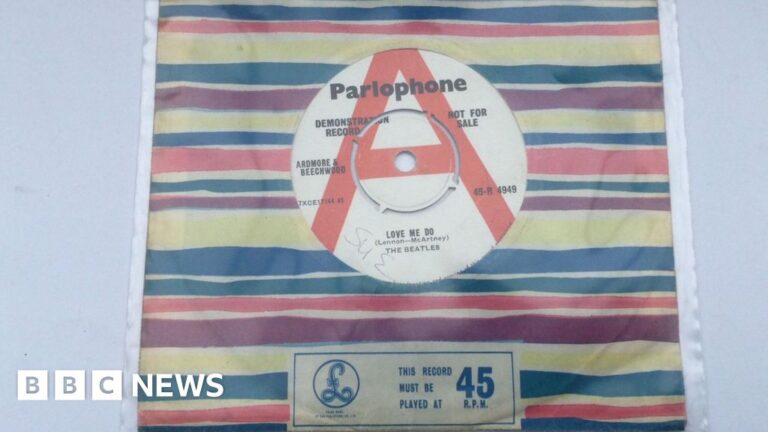 Parlophone
DEMONSTRATION
RECORD
NOT FOR
SALE
ARDMORE &
BEECHWOOD
45-R 4949
LOVE ME DO
(Lennon—McArtney)
THE BEATLES
THIS RECORD
MUST BE
PLAYED AT
45
R.P.M.
BBC NEWS